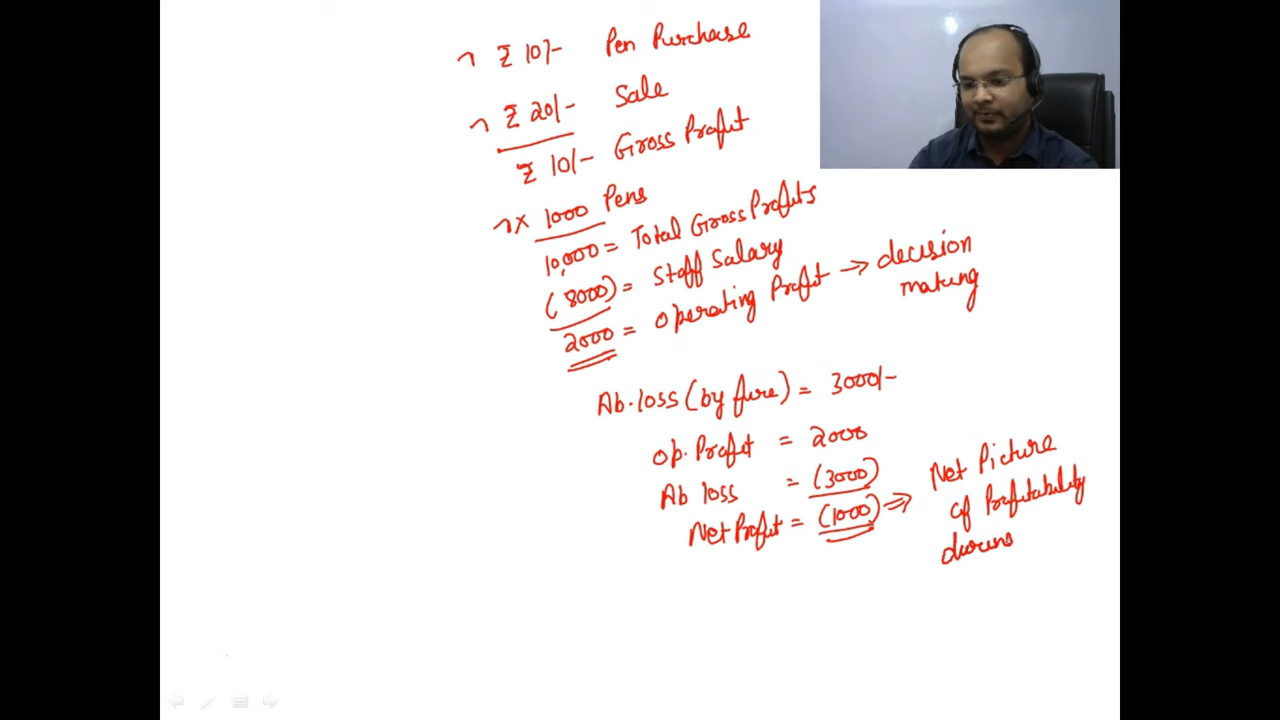 ₹ 10/- Pen Purchase
₹ 20/- Sale
₹ 10/- Gross Profit
x 1000 Pens
10,000 = Total Gross Profits
(8000) = Staff Salary
2000 = Operating Profit → decision making
Ab. loss (by fire) = 3000/-
Op. Profit = 2000
Ab loss = (3000)
Net Profit = (1000) ⇒ Net Picture
of Profitability
during